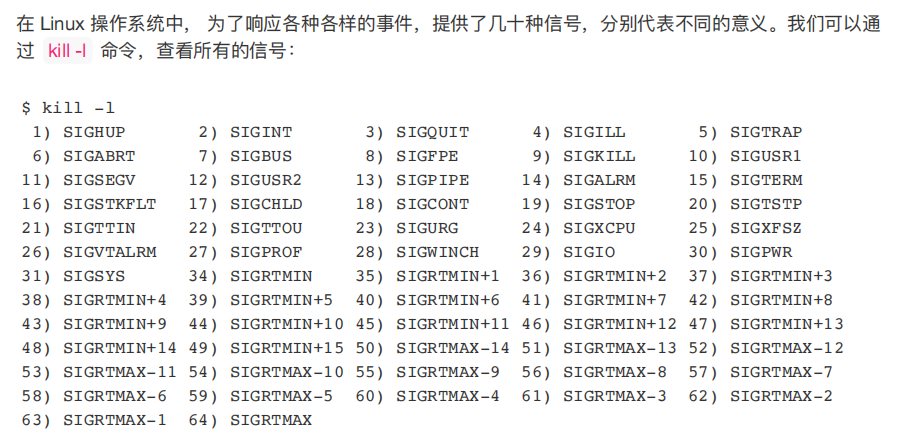 在 Linux 操作系统中， 为了响应各种各样的事件，提供了几十种信号，分别代表不同的意义。我们可以通
过 kill -l 命令，查看所有的信号：
$ kill -l
1) SIGHUP 2) SIGINT 3) SIGQUIT 4) SIGILL 5) SIGTRAP
6) SIGABRT 7) SIGBUS 8) SIGFPE 9) SIGKILL 10) SIGUSR1
11) SIGSEGV 12) SIGUSR2 13) SIGPIPE 14) SIGALRM 15) SIGTERM
16) SIGSTKFLT 17) SIGCHLD 18) SIGCONT 19) SIGSTOP 20) SIGTSTP
21) SIGTTIN 22) SIGTTOU 23) SIGURG 24) SIGXCPU 25) SIGXFSZ
26) SIGVTALRM 27) SIGPROF 28) SIGWINCH 29) SIGIO 30) SIGPWR
31) SIGSYS 34) SIGRTMIN 35) SIGRTMIN+1 36) SIGRTMIN+2 37) SIGRTMIN+3
38) SIGRTMIN+4 39) SIGRTMIN+5 40) SIGRTMIN+6 41) SIGRTMIN+7 42) SIGRTMIN+8
43) SIGRTMIN+9 44) SIGRTMIN+10 45) SIGRTMIN+11 46) SIGRTMIN+12 47) SIGRTMIN+13
48) SIGRTMIN+14 49) SIGRTMIN+15 50) SIGRTMAX-14 51) SIGRTMAX-13 52) SIGRTMAX-12
53) SIGRTMAX-11 54) SIGRTMAX-10 55) SIGRTMAX-9 56) SIGRTMAX-8 57) SIGRTMAX-7
58) SIGRTMAX-6 59) SIGRTMAX-5 60) SIGRTMAX-4 61) SIGRTMAX-3 62) SIGRTMAX-2
63) SIGRTMAX-1 64) SIGRTMAX